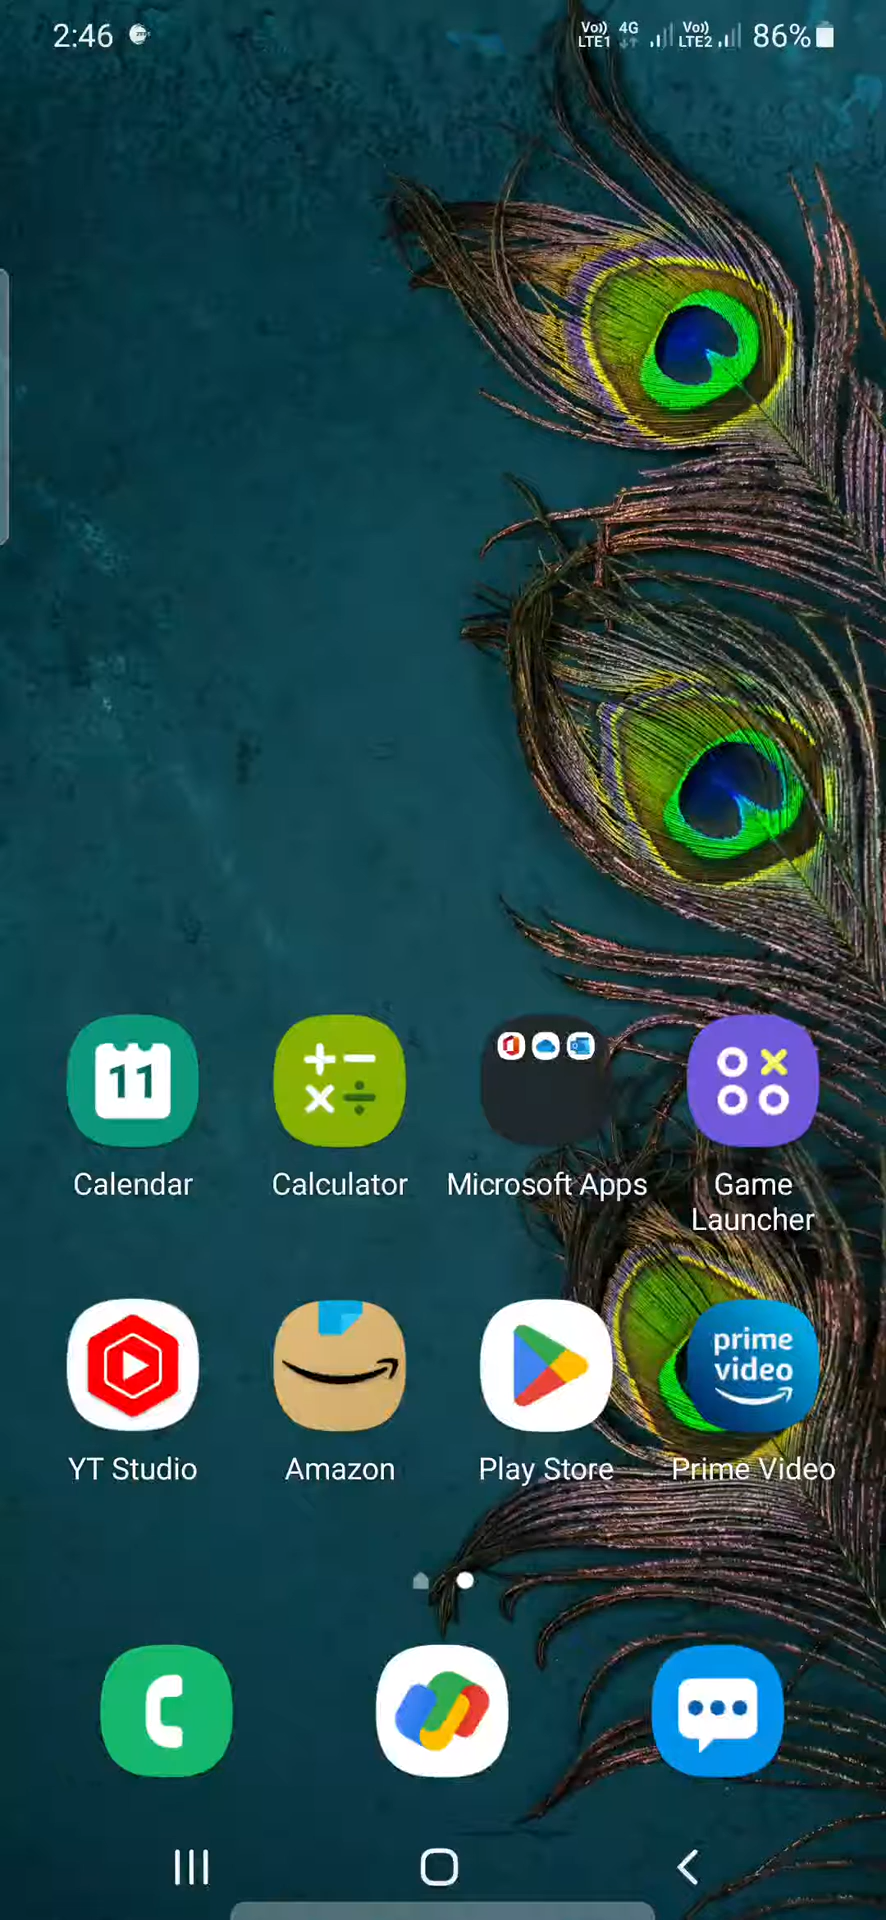 2:46
Vo)) 4G Vo)) 86%
LTE1 LTE2
11
Calendar
Calculator
Microsoft Apps
Game
Launcher
prime
video
YT Studio
Amazon
Play Store
Prime Video